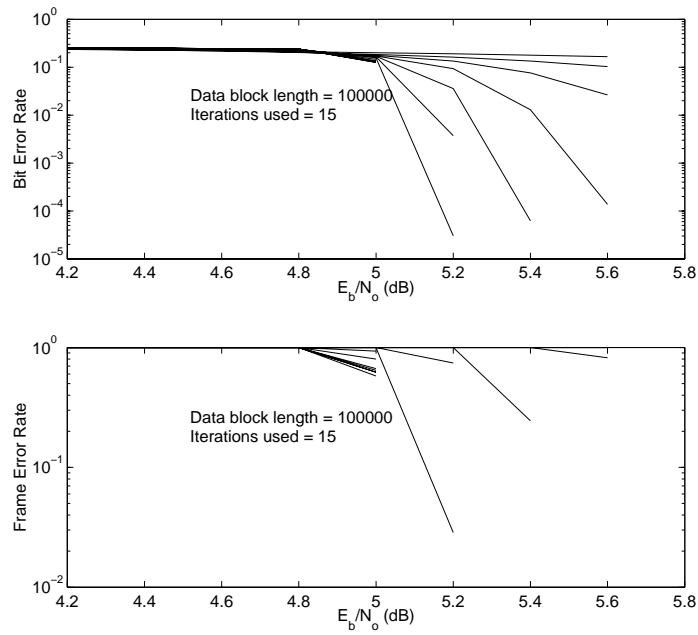 10^0
10^-1
10^-2
10^-3
10^-4
10^-5
Bit Error Rate
Data block length = 100000
Iterations used = 15
4.2 4.4 4.6 4.8 5 5.2 5.4 5.6 5.8
E_b/N_o (dB)
10^0
10^-1
10^-2
Frame Error Rate
Data block length = 100000
Iterations used = 15
4.2 4.4 4.6 4.8 5 5.2 5.4 5.6 5.8
E_b/N_o (dB)